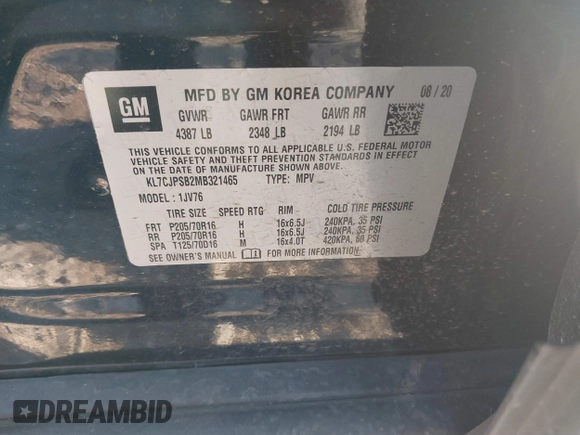 GM
MFD BY GM KOREA COMPANY 08/20
GVWR GAWR FRT GAWR RR
4387 LB 2348 LB 2194 LB
THIS VEHICLE CONFORMS TO ALL APPLICABLE U.S. FEDERAL MOTOR
VEHICLE SAFETY AND THEFT PREVENTION STANDARDS IN EFFECT
ON THE DATE OF MANUFACTURE SHOWN ABOVE.
KL7CJPSB2MB321465 TYPE: MPV
MODEL: 1JV76
TIRE SIZE SPEED RTG RIM COLD TIRE PRESSURE
FRT P205/70R16 H 16x6.5J 240KPA, 35 PSI
RR P205/70R16 H 16x6.5J 240KPA, 35 PSI
SPA T125/70D16 M 16x4.0T 420KPA, 60 PSI
SEE OWNER'S MANUAL FOR MORE INFORMATION
DREAMBID